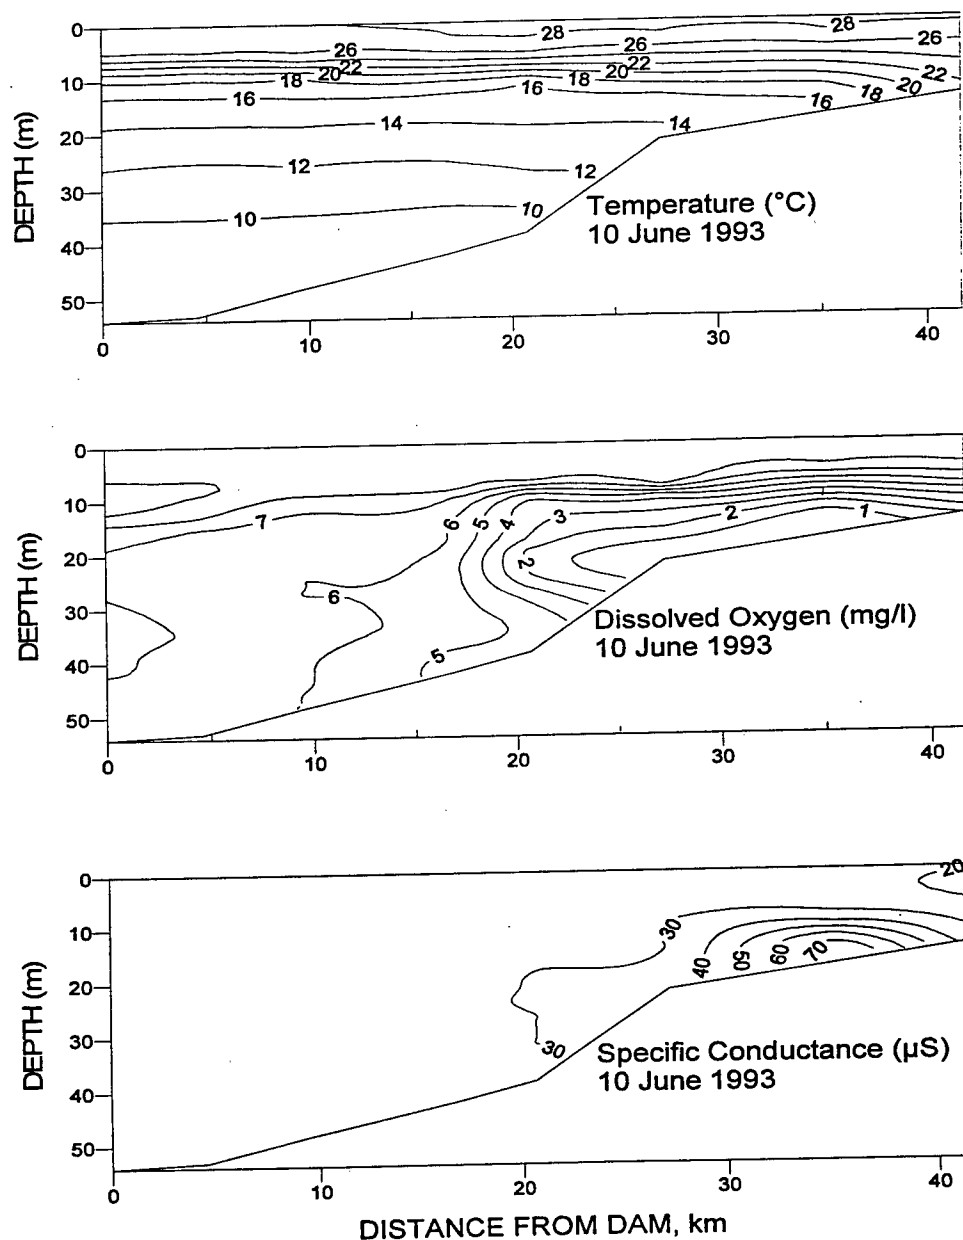 DEPTH (m)
0
10
20
30
40
50
28 28
26 26 26
22 22 22
20 20 20
18 18 18
16 16 16
14 14
12 12
10 10
Temperature (°C)
10 June 1993
0 10 20 30 40
DEPTH (m)
0
10
20
30
40
50
7 6 5 4 3 2 1
2
6
5
Dissolved Oxygen (mg/l)
10 June 1993
0 10 20 30 40
DEPTH (m)
0
10
20
30
40
50
20
30
40 50 60 70
30
Specific Conductance (µS)
10 June 1993
0 10 20 30 40
DISTANCE FROM DAM, km